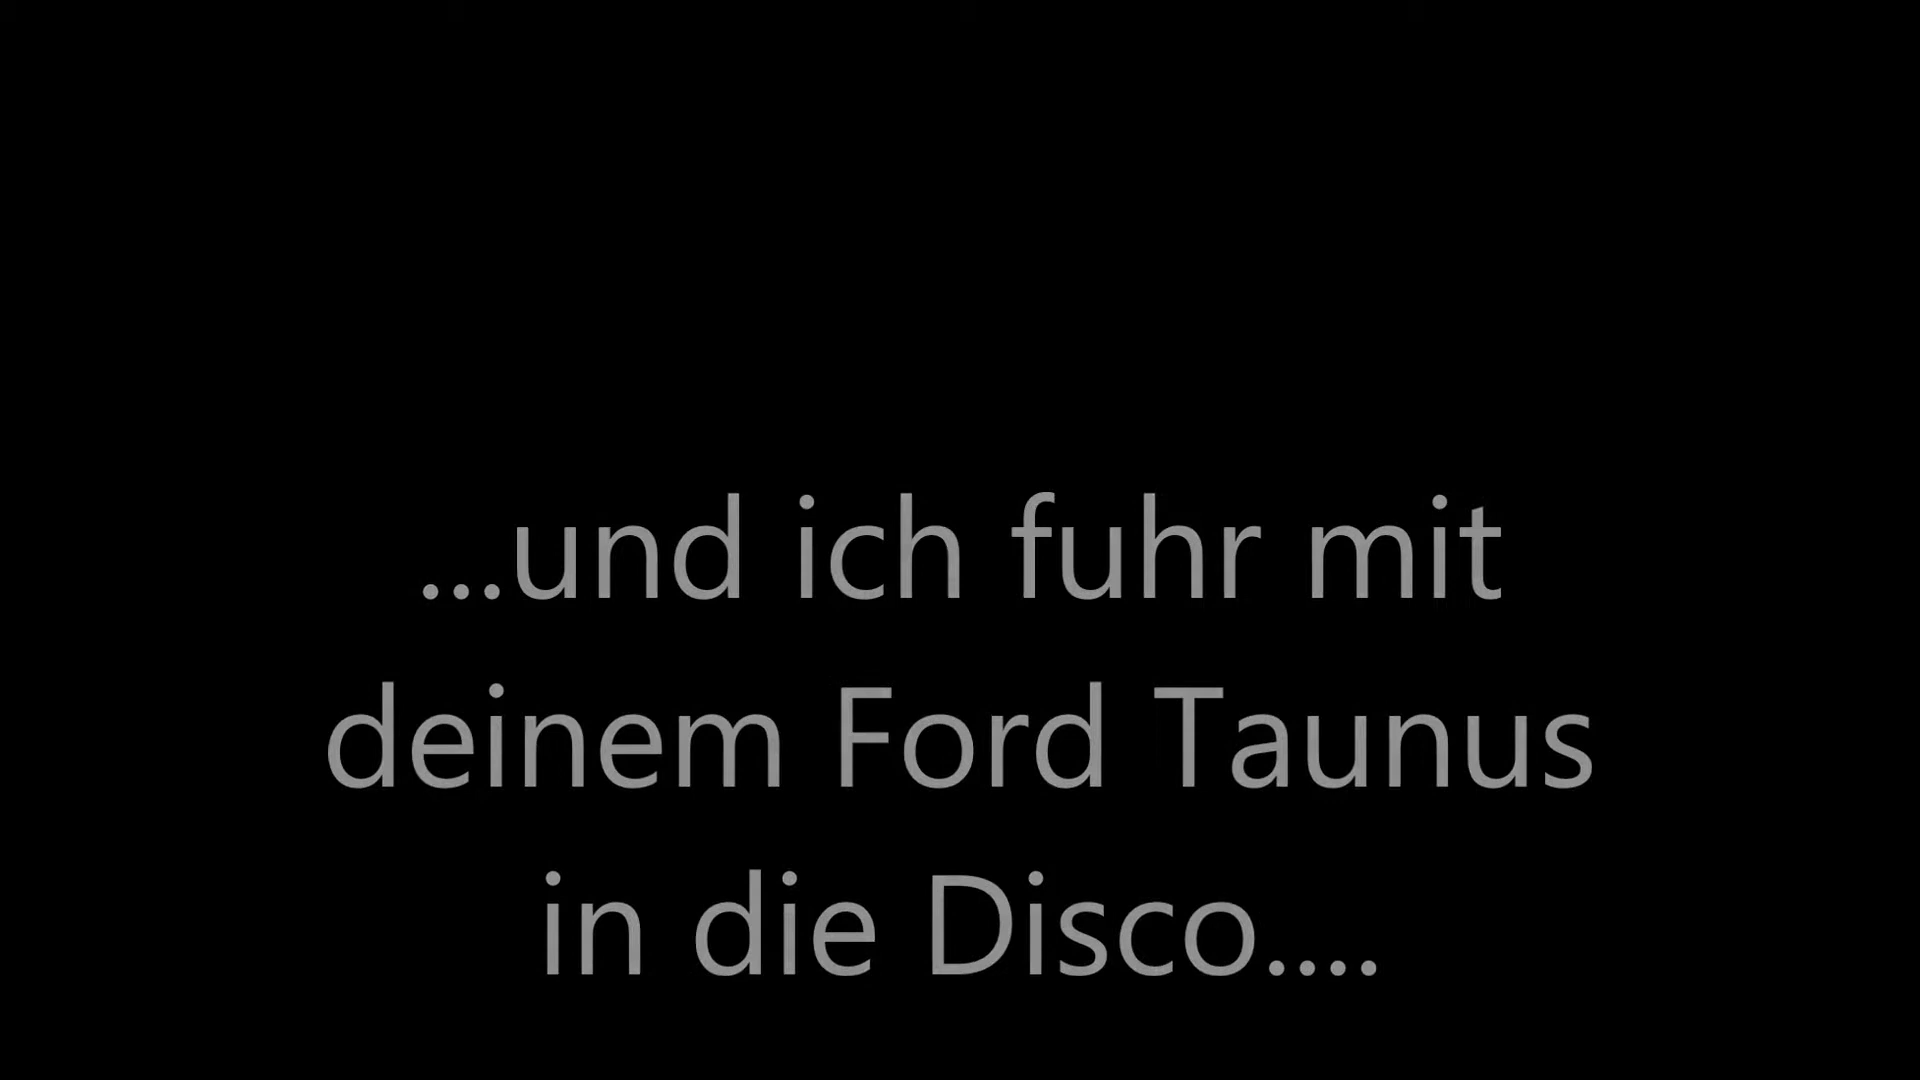 ...und ich fuhr mit
deinem Ford Taunus
in die Disco....